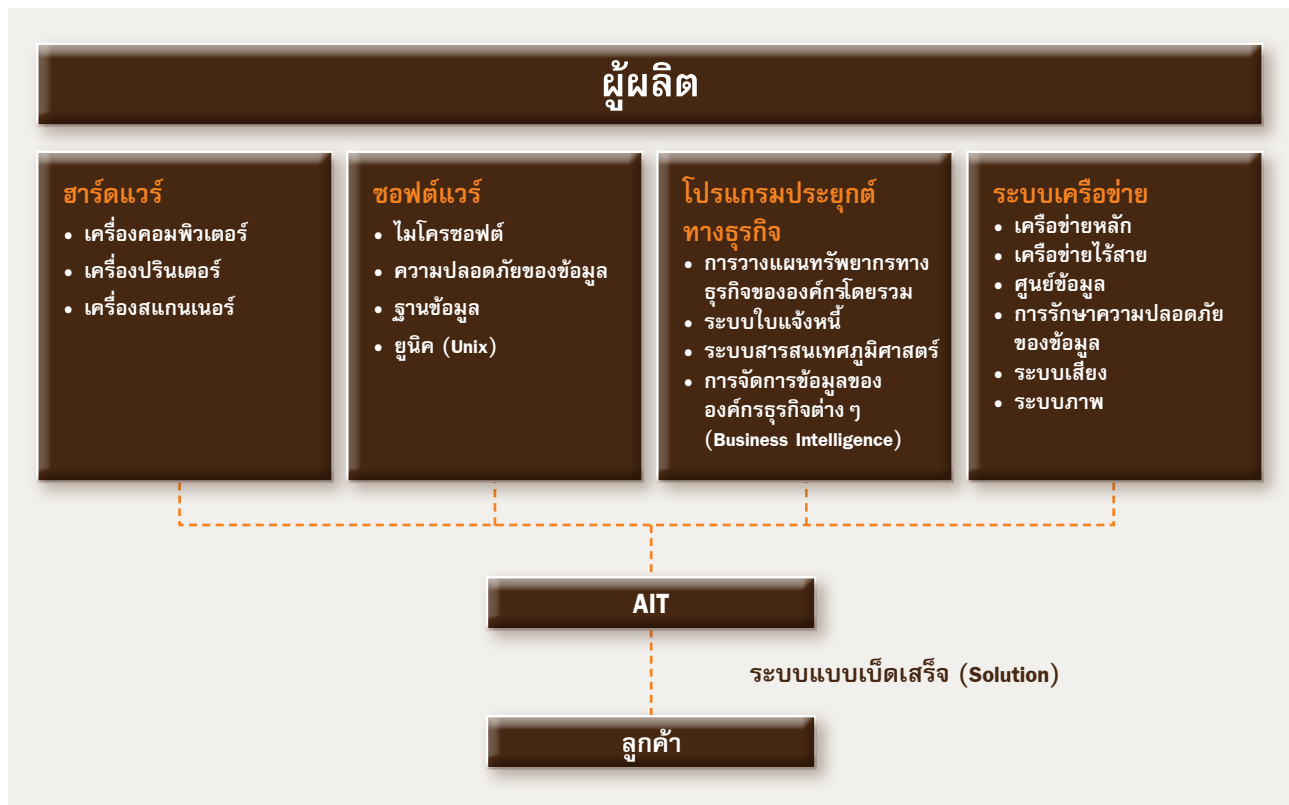 ผู้ผลิต
ฮาร์ดแวร์
• เครื่องคอมพิวเตอร์
• เครื่องปรินเตอร์
• เครื่องสแกนเนอร์
ซอฟต์แวร์
• ไมโครซอฟต์
• ความปลอดภัยของข้อมูล
• ฐานข้อมูล
• ยูนิค (Unix)
โปรแกรมประยุกต์
ทางธุรกิจ
• การวางแผนทรัพยากรทาง
ธุรกิจขององค์กรโดยรวม
• ระบบใบแจ้งหนี้
• ระบบสารสนเทศภูมิศาสตร์
• การจัดการข้อมูลของ
องค์กรธุรกิจต่าง ๆ
(Business Intelligence)
ระบบเครือข่าย
• เครือข่ายหลัก
• เครือข่ายไร้สาย
• ศูนย์ข้อมูล
• การรักษาความปลอดภัย
ของข้อมูล
• ระบบเสียง
• ระบบภาพ
AIT
ระบบแบบเบ็ดเสร็จ (Solution)
ลูกค้า